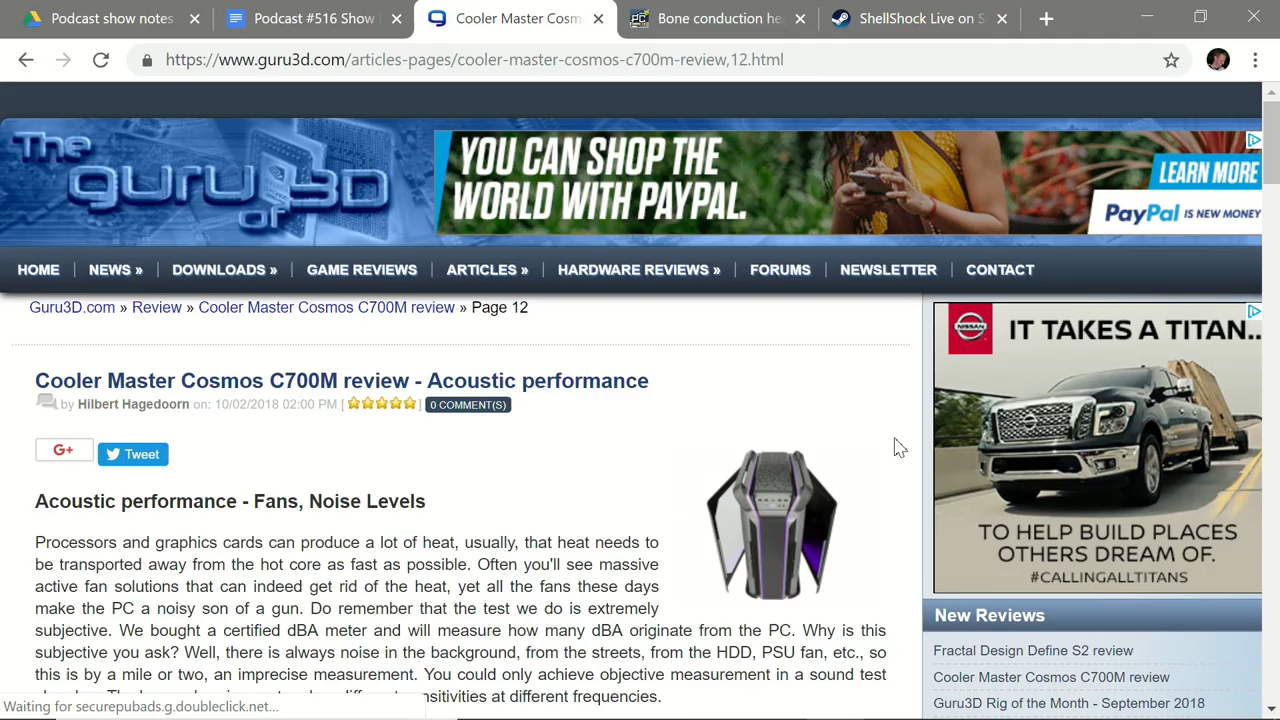 Podcast show notes
Podcast #516 Show
Cooler Master Cosm
Bone conduction he
ShellShock Live on S
https://www.guru3d.com/articles-pages/cooler-master-cosmos-c700m-review,12.html
The guru of 3D
YOU CAN SHOP THE
WORLD WITH PAYPAL.
LEARN MORE
PayPal IS NEW MONEY
HOME
NEWS »
DOWNLOADS »
GAME REVIEWS
ARTICLES »
HARDWARE REVIEWS »
FORUMS
NEWSLETTER
CONTACT
Guru3D.com » Review » Cooler Master Cosmos C700M review » Page 12
Cooler Master Cosmos C700M review - Acoustic performance
by Hilbert Hagedoorn on: 10/02/2018 02:00 PM [ ] 0 COMMENT(S)
G+
Tweet
Acoustic performance - Fans, Noise Levels
Processors and graphics cards can produce a lot of heat, usually, that heat needs to
be transported away from the hot core as fast as possible. Often you'll see massive
active fan solutions that can indeed get rid of the heat, yet all the fans these days
make the PC a noisy son of a gun. Do remember that the test we do is extremely
subjective. We bought a certified dBA meter and will measure how many dBA originate from the PC. Why is this
subjective you ask? Well, there is always noise in the background, from the streets, from the HDD, PSU fan, etc., so
this is by a mile or two, an imprecise measurement. You could only achieve objective measurement in a sound test
sensitivities at different frequencies.
Waiting for securepubads.g.doubleclick.net...
NISSAN
IT TAKES A TITAN..
TO HELP BUILD PLACES
OTHERS DREAM OF.
#CALLINGALLTITANS
New Reviews
Fractal Design Define S2 review
Cooler Master Cosmos C700M review
Guru3D Rig of the Month - September 2018